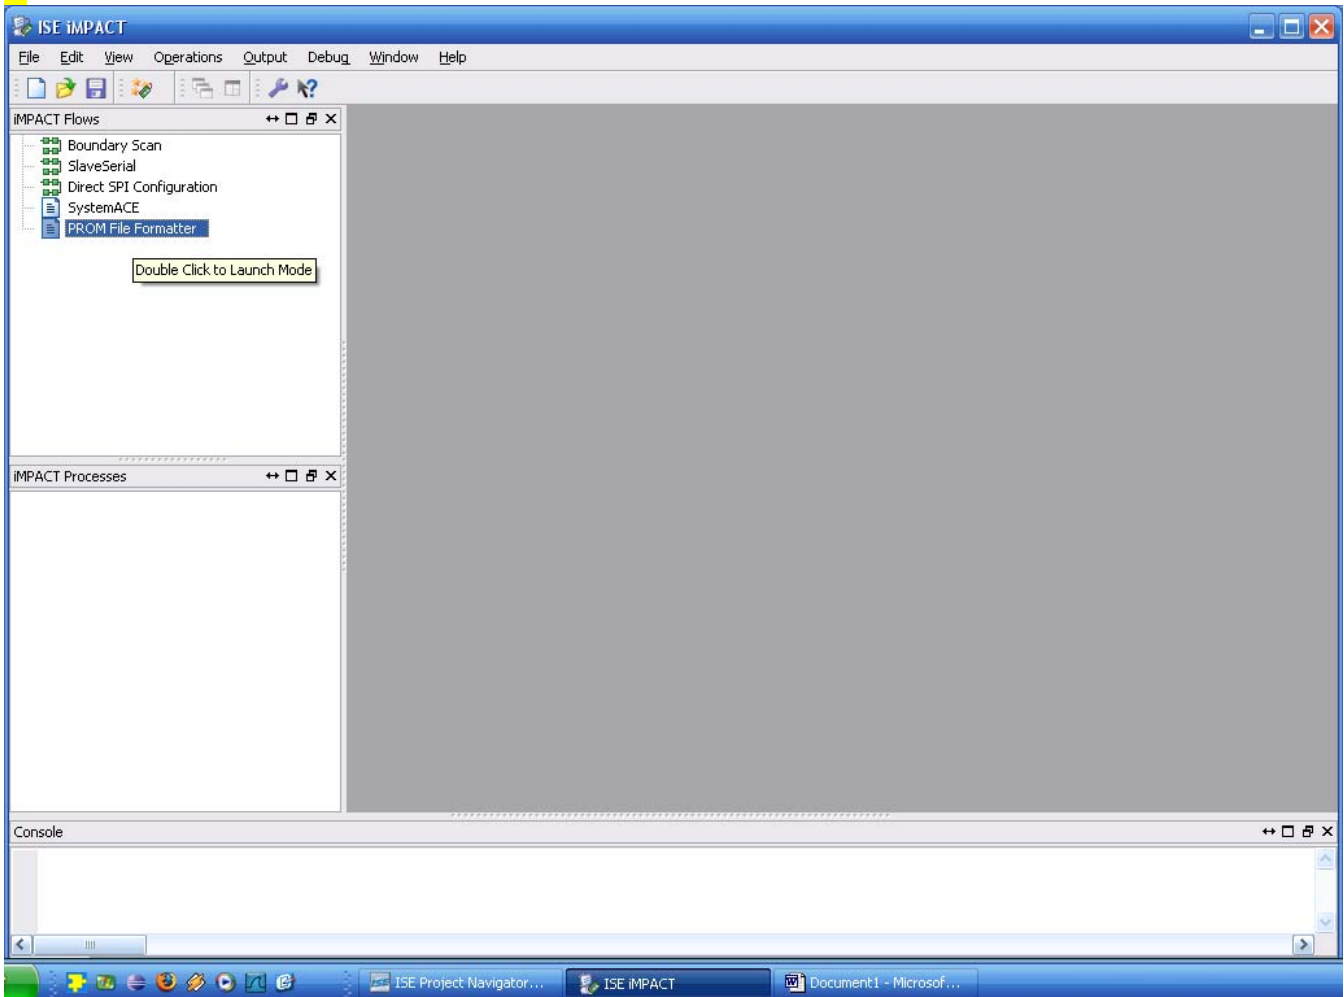 ISE iMPACT
File Edit View Operations Output Debug Window Help
iMPACT Flows
Boundary Scan
SlaveSerial
Direct SPI Configuration
SystemACE
PROM File Formatter
Double Click to Launch Mode
iMPACT Processes
Console
ISE Project Navigator... ISE iMPACT Document1 - Microsof...